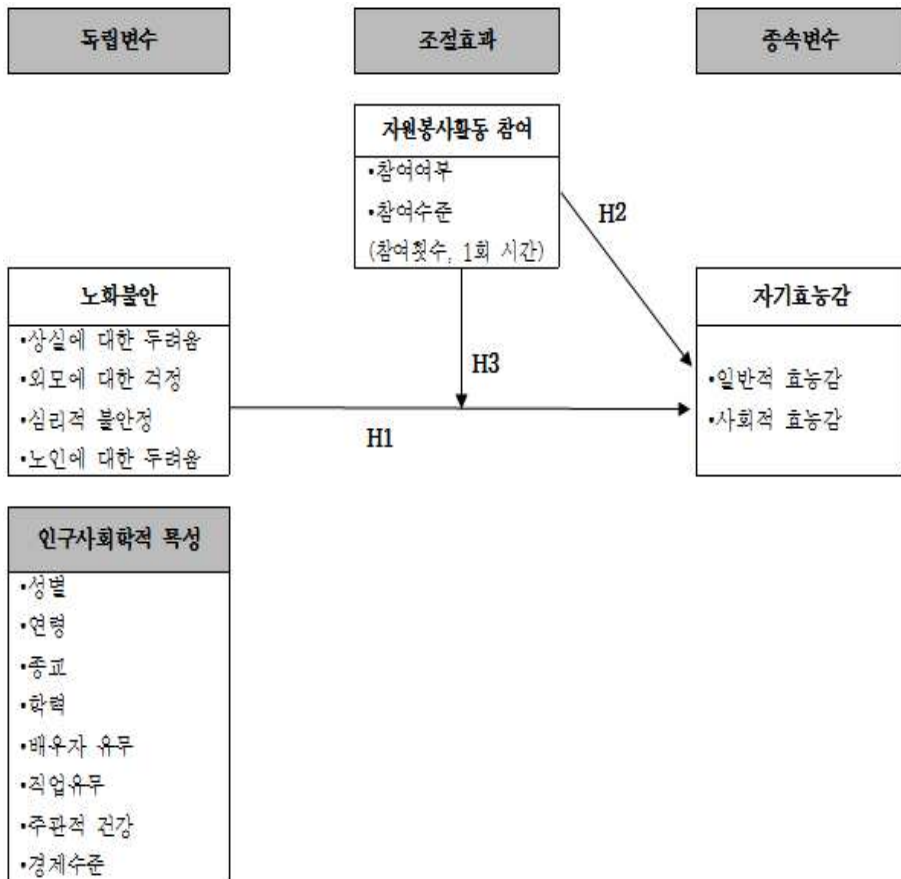 독립변수
조절효과
종속변수
자원봉사활동 참여
•참여여부
•참여수준
(참여횟수, 1회 시간)
H2
노화불안
•상실에 대한 두려움
•외모에 대한 걱정
•심리적 불안정
•노인에 대한 두려움
H3
H1
자기효능감
•일반적 효능감
•사회적 효능감
인구사회학적 특성
•성별
•연령
•종교
•학력
•배우자 유무
•직업유무
•주관적 건강
•경제수준